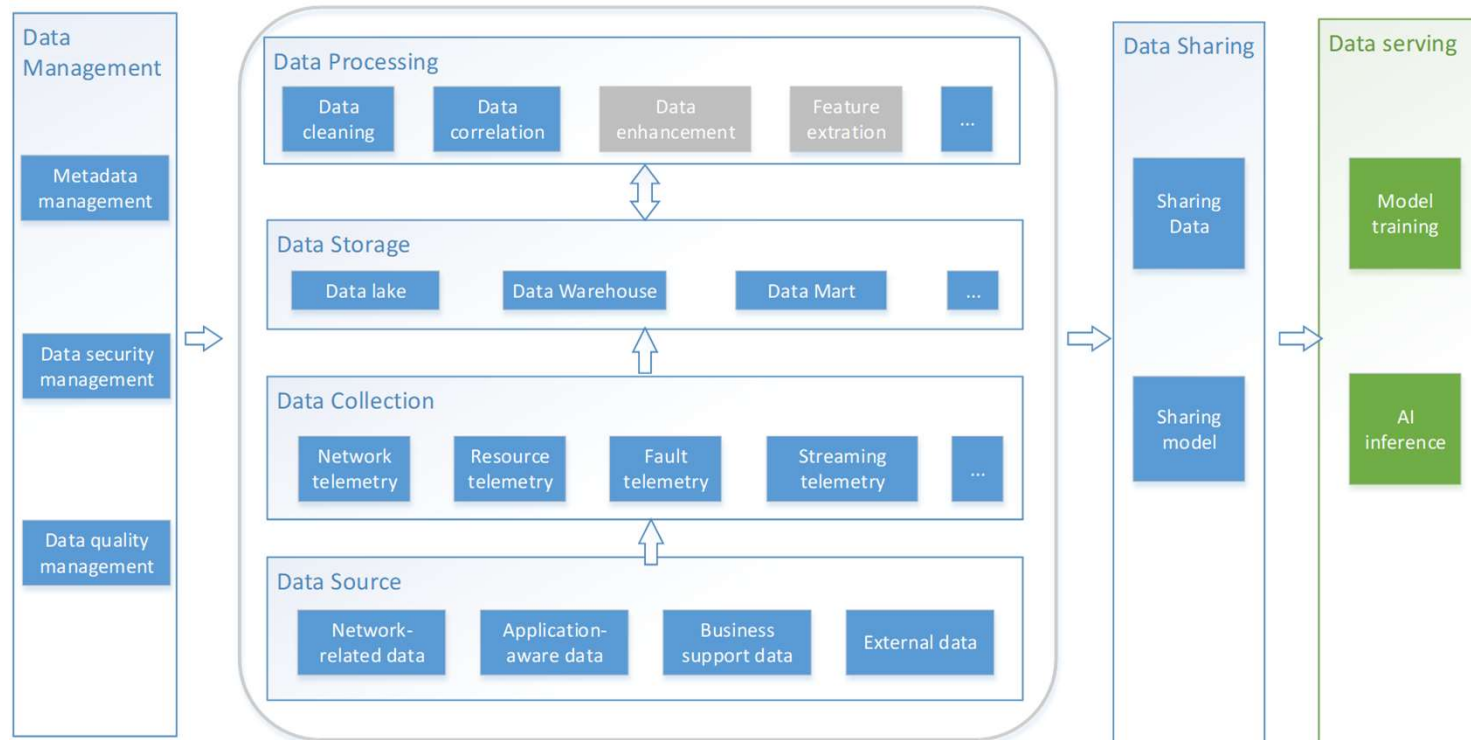 Data
Management
Metadata
management
Data security
management
Data quality
management
Data Processing
Data
cleaning
Data
correlation
Data
enhancement
Feature
extration
...
Data Storage
Data lake
Data Warehouse
Data Mart
...
Data Collection
Network
telemetry
Resource
telemetry
Fault
telemetry
Streaming
telemetry
...
Data Source
Network-
related data
Application-
aware data
Business
support data
External data
Data Sharing
Sharing
Data
Sharing
model
Data serving
Model
training
AI
inference